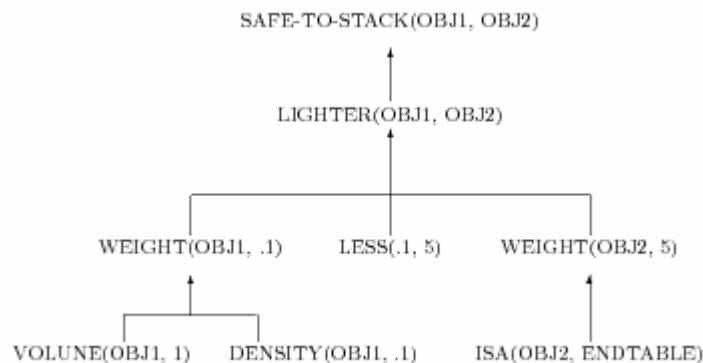 SAFE-TO-STACK(OBJ1, OBJ2)
LIGHTER(OBJ1, OBJ2)
WEIGHT(OBJ1, .1) LESS(.1, 5) WEIGHT(OBJ2, 5)
VOLUNE(OBJ1, 1) DENSITY(OBJ1, .1) ISA(OBJ2, ENDTABLE)